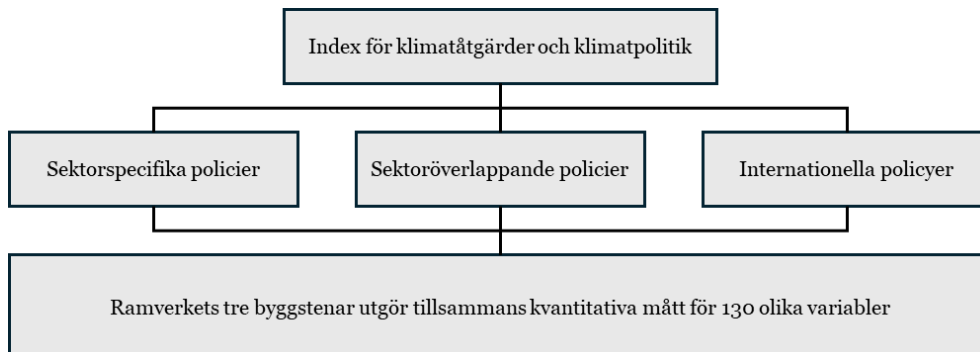 Index för klimatåtgärder och klimatpolitik
Sektorspecifika policier
Sektoröverlappande policier
Internationella policyer
Ramverkets tre byggstenar utgör tillsammans kvantitativa mått för 130 olika variabler